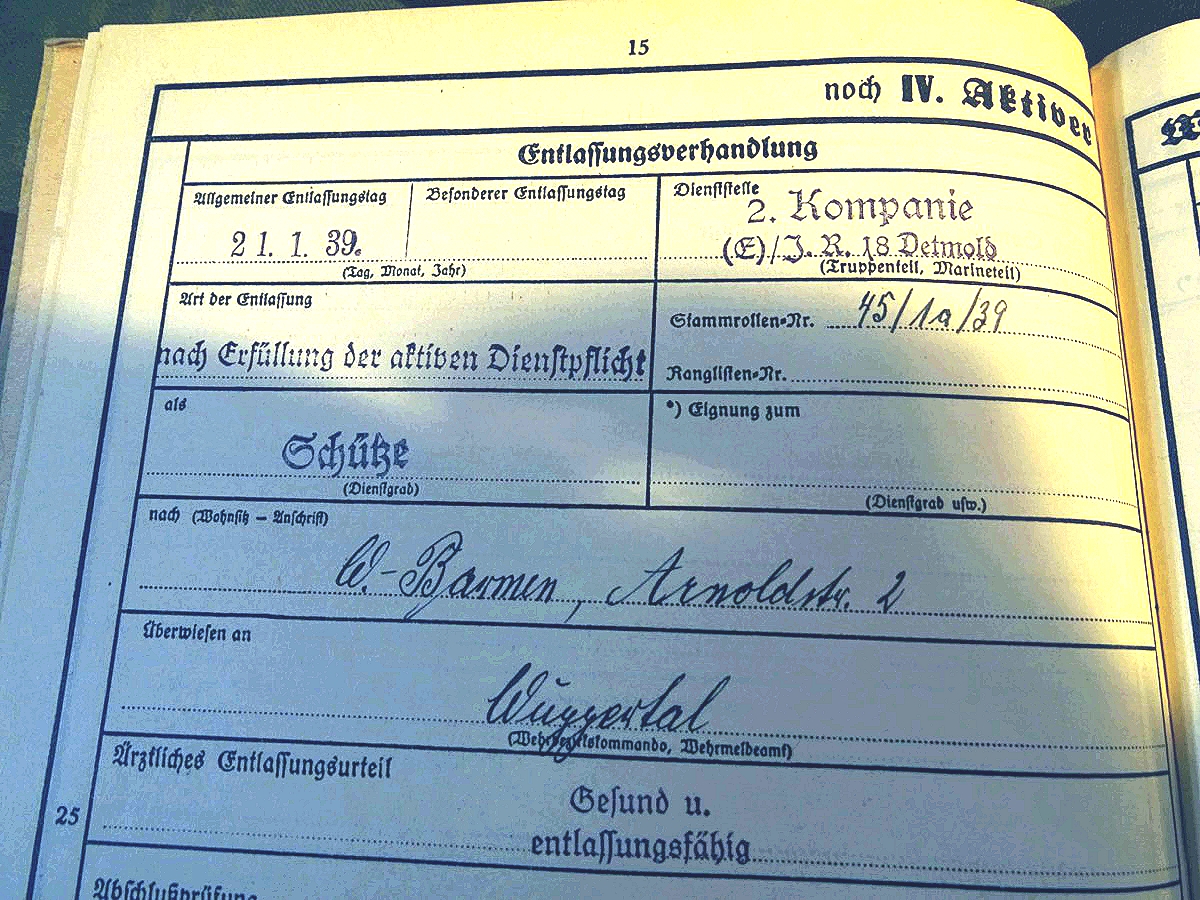 15
noch IV. Aktiver
Entlassungsverhandlung
Allgemeiner Entlassungstag
Besonderer Entlassungstag
Dienststelle
2. Kompanie
21. 1. 39.
(E)/J. R. 18 Detmold
(Tag, Monat, Jahr)
(Truppenteil, Marineteil)
Art der Entlassung
Stammrollen-Nr. 45/1a/39
nach Erfüllung der aktiven Dienstpflicht
Ranglisten-Nr.
als
*) Eignung zum
Schütze
(Dienstgrad)
(Dienstgrad usw.)
nach (Wohnsitz – Anschrift)
W.-Barmen, Arnoldstr. 2
Überwiesen an
Wuppertal
(Wehrbezirkskommando, Wehrmeldeamt)
Ärztliches Entlassungsurteil
25
Gesund u.
entlassungsfähig
Abschlußprüfung